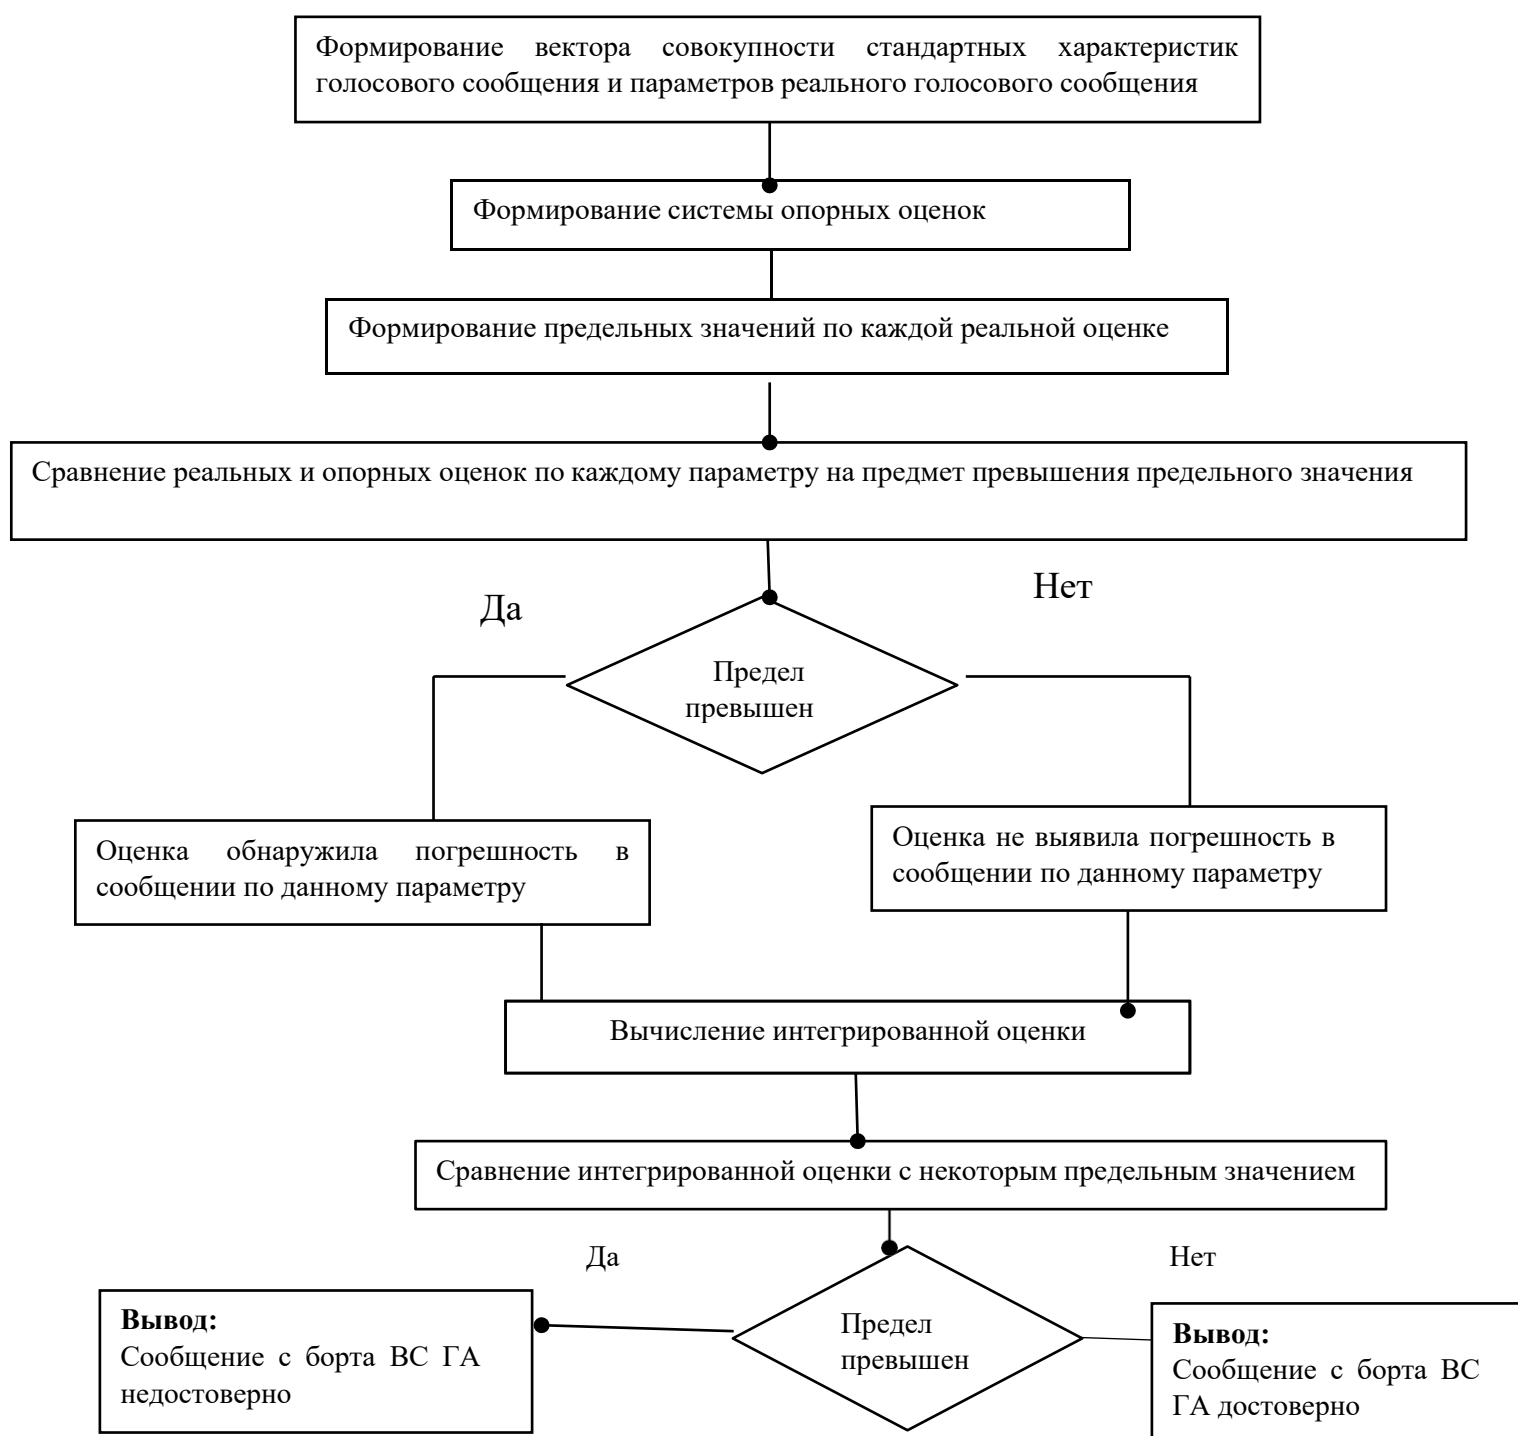 Формирование вектора совокупности стандартных характеристик
голосового сообщения и параметров реального голосового сообщения
Формирование системы опорных оценок
Формирование предельных значений по каждой реальной оценке
Сравнение реальных и опорных оценок по каждому параметру на предмет превышения предельного значения
Да
Нет
Предел
превышен
Оценка обнаружила погрешность в
сообщении по данному параметру
Оценка не выявила погрешность в
сообщении по данному параметру
Вычисление интегрированной оценки
Сравнение интегрированной оценки с некоторым предельным значением
Да
Нет
Вывод:
Сообщение с борта ВС ГА
недостоверно
Предел
превышен
Вывод:
Сообщение с борта ВС
ГА достоверно